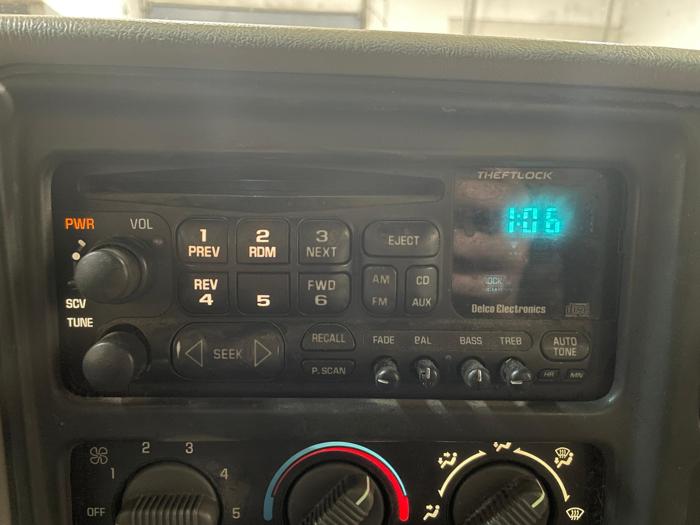 THEFTLOCK
PWR VOL
1 PREV
2 RDM
3 NEXT
EJECT
1:06
REV 4
5
FWD 6
AM FM
CD AUX
SCV
TUNE
LOCK
Delco Electronics
SEEK
RECALL
P.SCAN
FADE BAL BASS TREB
AUTO TONE
HR MIN
OFF 1 2 3 4 5